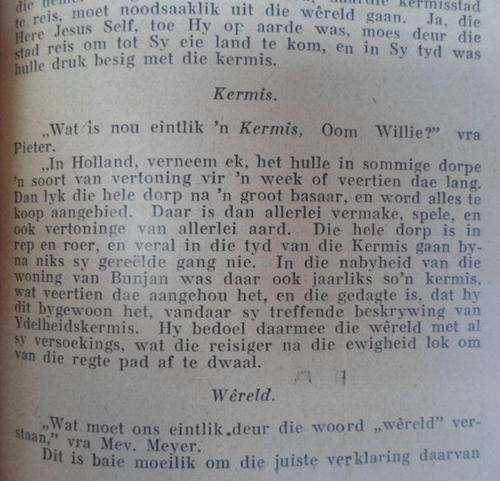 die kermisstad
te reis, moet noodsaaklik uit die wêreld gaan. Ja, die
Here Jesus Self, toe Hy op aarde was, moes deur die
stad reis om tot Sy eie land te kom, en in Sy tyd was
hulle druk besig met die kermis.
Kermis.
„Wat is nou eintlik 'n Kermis, Oom Willie?” vra
Pieter.
„In Holland, verneem ek, het hulle in sommige dorpe
'n soort van vertoning vir 'n week of veertien dae lang.
Dan lyk die hele dorp na 'n groot basaar, en word alles te
koop aangebied. Daar is dan allerlei vermake, spele, en
ook vertoninge van allerlei aard. Die hele dorp is in
rep en roer, en veral in die tyd van die Kermis gaan by-
na niks sy gereëlde gang nie. In die nabyheid van die
woning van Bunjan was daar ook jaarliks so'n kermis,
wat veertien dae aangehou het, en die gedagte is, dat hy
dit bygewoon het, vandaar sy treffende beskrywing van
Ydelheidskermis. Hy bedoel daarmee die wêreld met al
sy versoekings, wat die reisiger na die ewigheid lok om
van die regte pad af te dwaal.
Wêreld.
„Wat moet ons eintlik deur die woord „wêreld” ver-
staan,” vra Mev. Meyer.
Dit is baie moeilik om die juiste verklaring daarvan